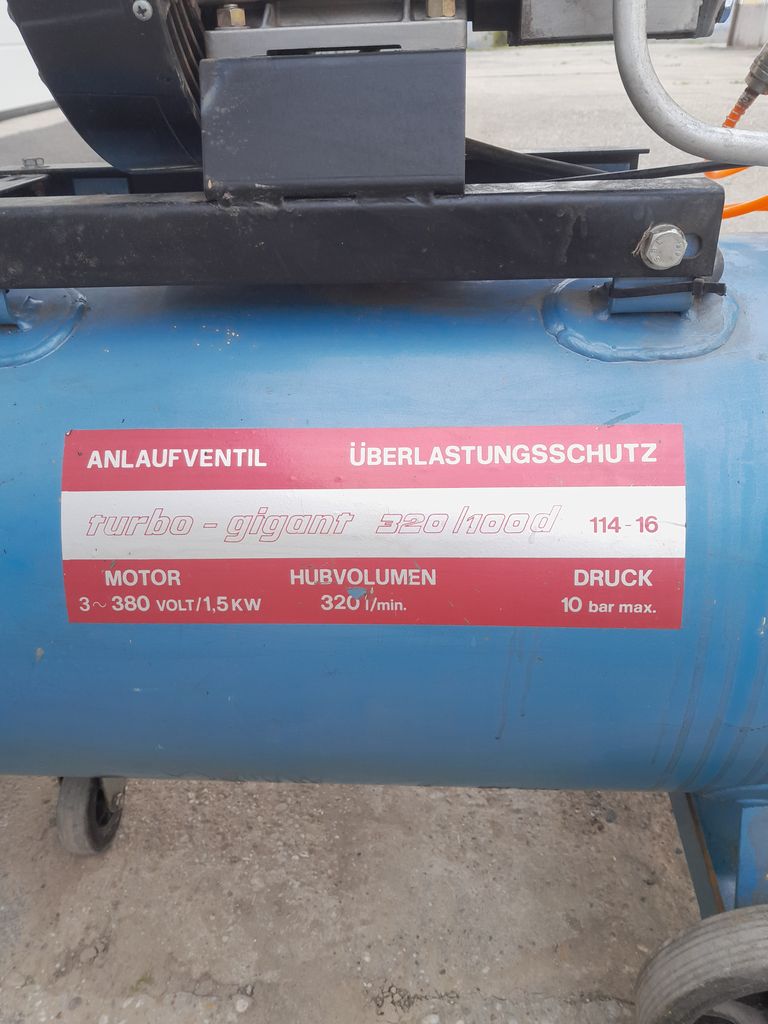 ANLAUFVENTIL ÜBERLASTUNGSSCHUTZ
turbo - gigant 320/100d 114-16
MOTOR HUBVOLUMEN DRUCK
3~ 380 VOLT/1,5 KW 320 l/min. 10 bar max.